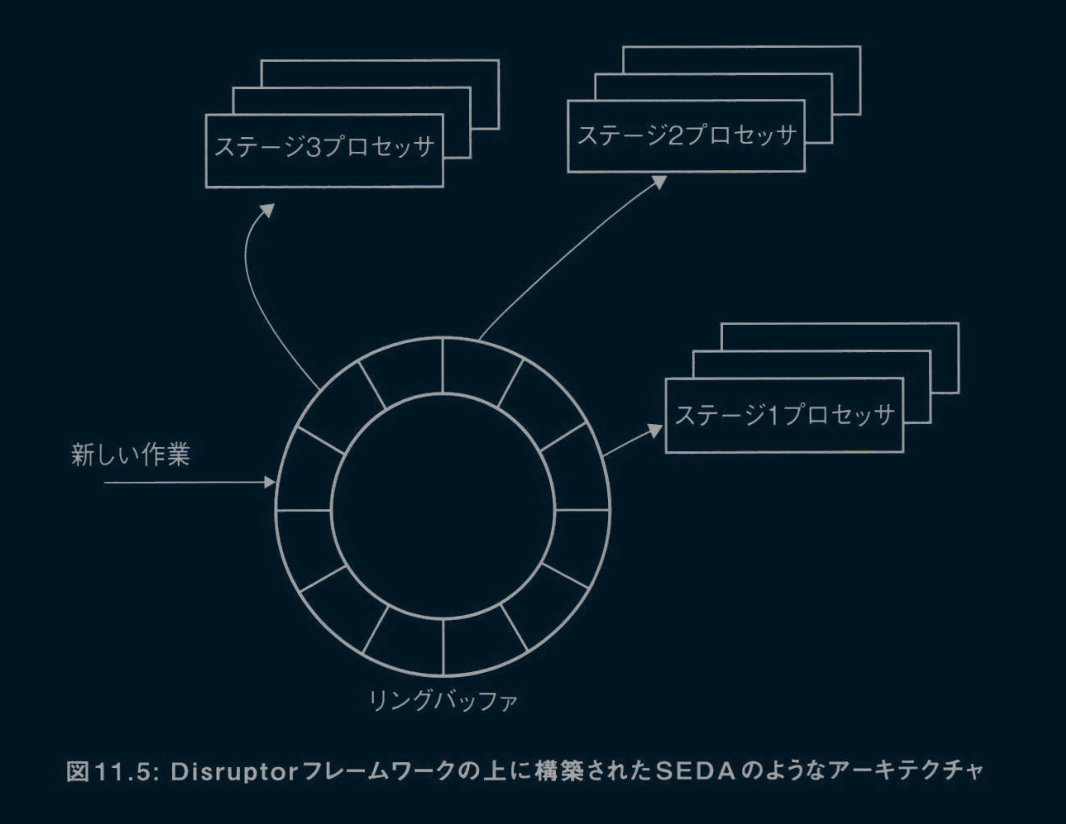 ステージ3プロセッサ
ステージ2プロセッサ
ステージ1プロセッサ
新しい作業
リングバッファ
図11.5: Disruptorフレームワークの上に構築されたSEDAのようなアーキテクチャ